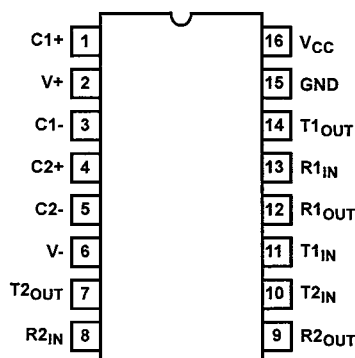 C1+ 1 16 VCC
V+ 2 15 GND
C1- 3 14 T1OUT
C2+ 4 13 R1IN
C2- 5 12 R1OUT
V- 6 11 T1IN
T2OUT 7 10 T2IN
R2IN 8 9 R2OUT